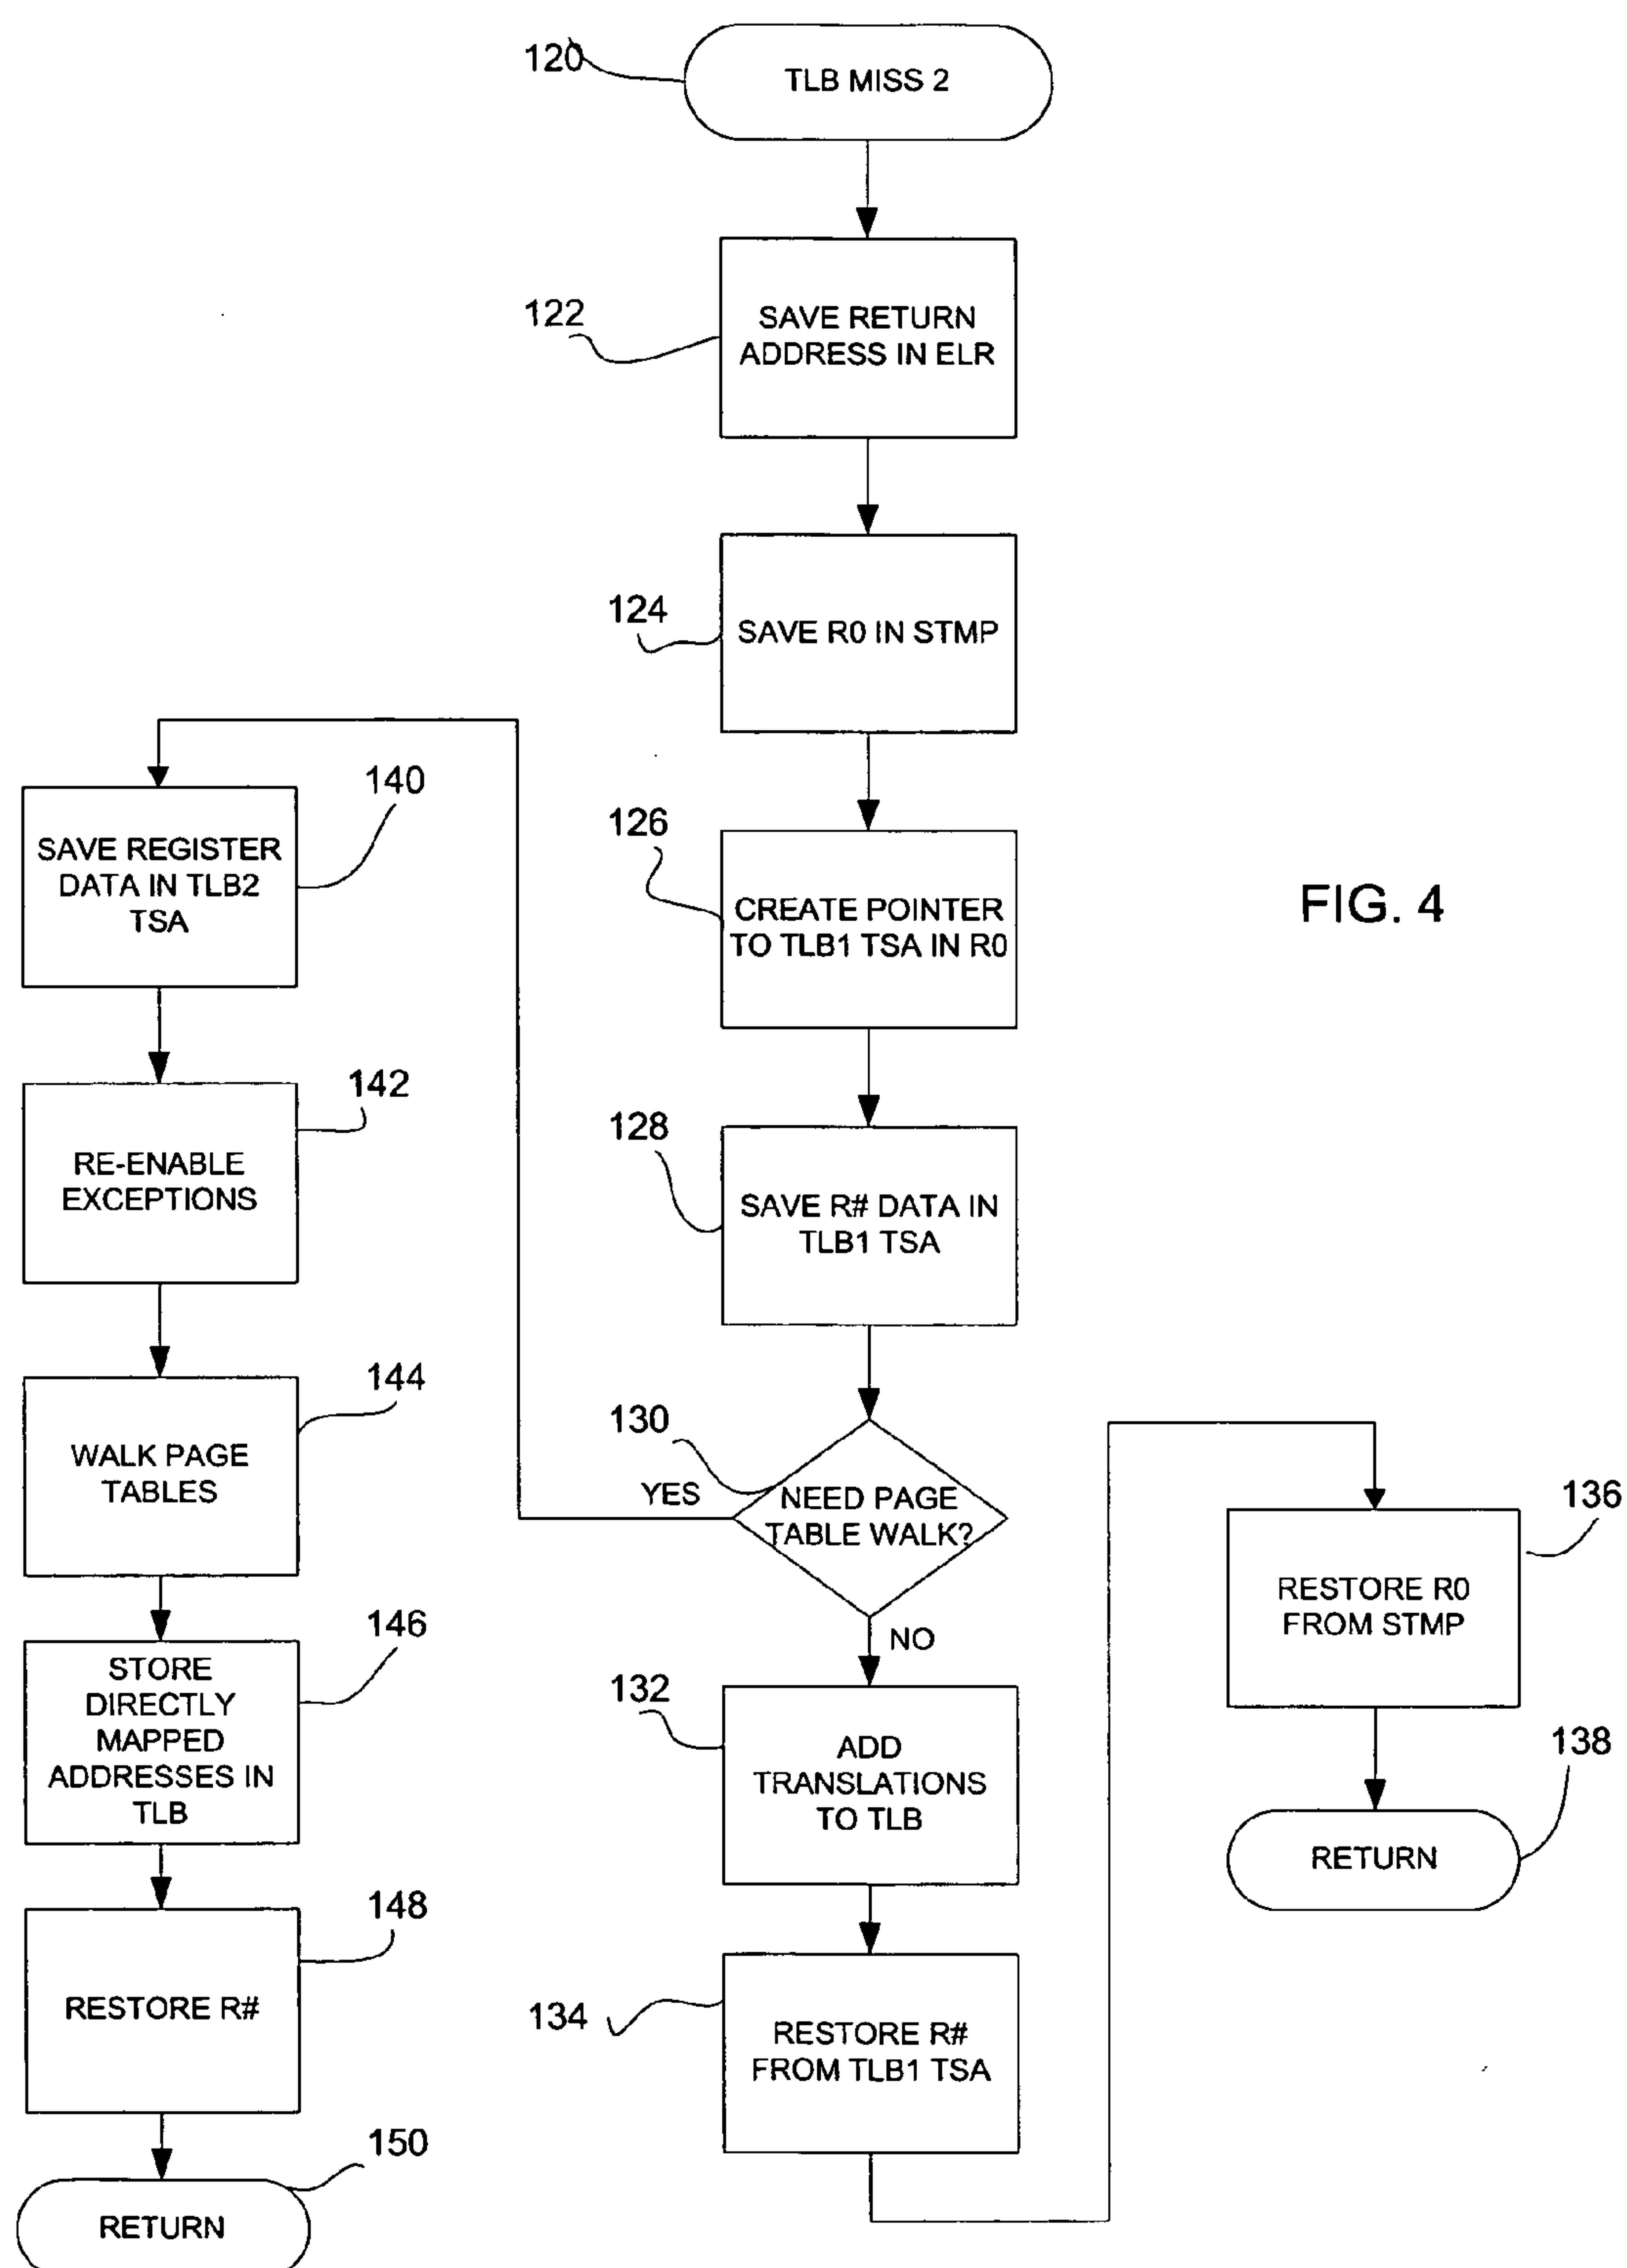 120
TLB MISS 2
122
SAVE RETURN
ADDRESS IN ELR
124
SAVE R0 IN STMP
126
CREATE POINTER
TO TLB1 TSA IN R0
128
SAVE R# DATA IN
TLB1 TSA
130
YES
NEED PAGE
TABLE WALK?
NO
132
ADD
TRANSLATIONS
TO TLB
134
RESTORE R#
FROM TLB1 TSA
136
RESTORE R0
FROM STMP
138
RETURN
140
SAVE REGISTER
DATA IN TLB2
TSA
142
RE-ENABLE
EXCEPTIONS
144
WALK PAGE
TABLES
146
STORE
DIRECTLY
MAPPED
ADDRESSES IN
TLB
148
RESTORE R#
150
RETURN
FIG. 4